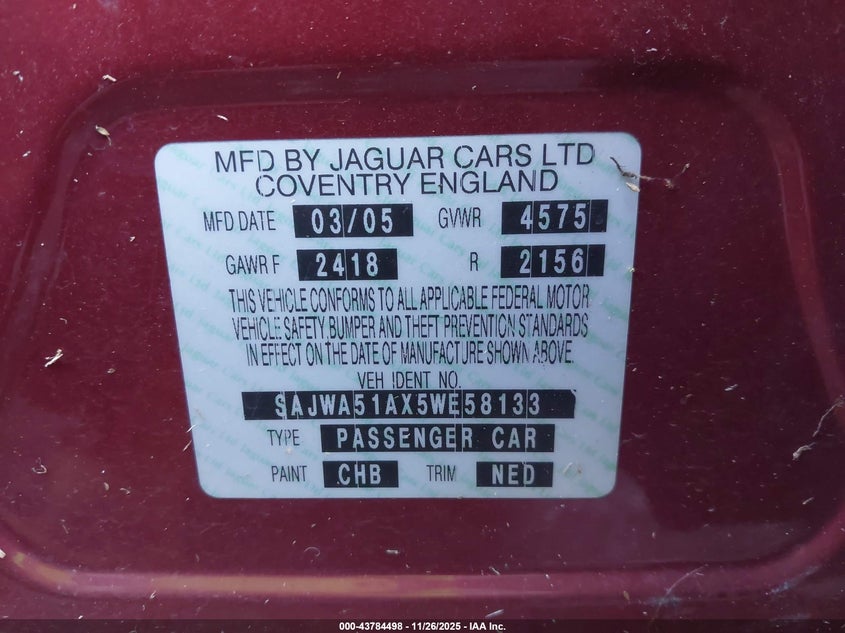 MFD BY JAGUAR CARS LTD
COVENTRY ENGLAND
MFD DATE 03/05 GVWR 4575
GAWR F 2418 R 2156
THIS VEHICLE CONFORMS TO ALL APPLICABLE FEDERAL MOTOR
VEHICLE SAFETY BUMPER AND THEFT PREVENTION STANDARDS
IN EFFECT ON THE DATE OF MANUFACTURE SHOWN ABOVE.
VEH IDENT NO.
SAJWA51AX5WE58133
TYPE PASSENGER CAR
PAINT CHB TRIM NED
000-43784498 - 11/26/2025 - IAA Inc.